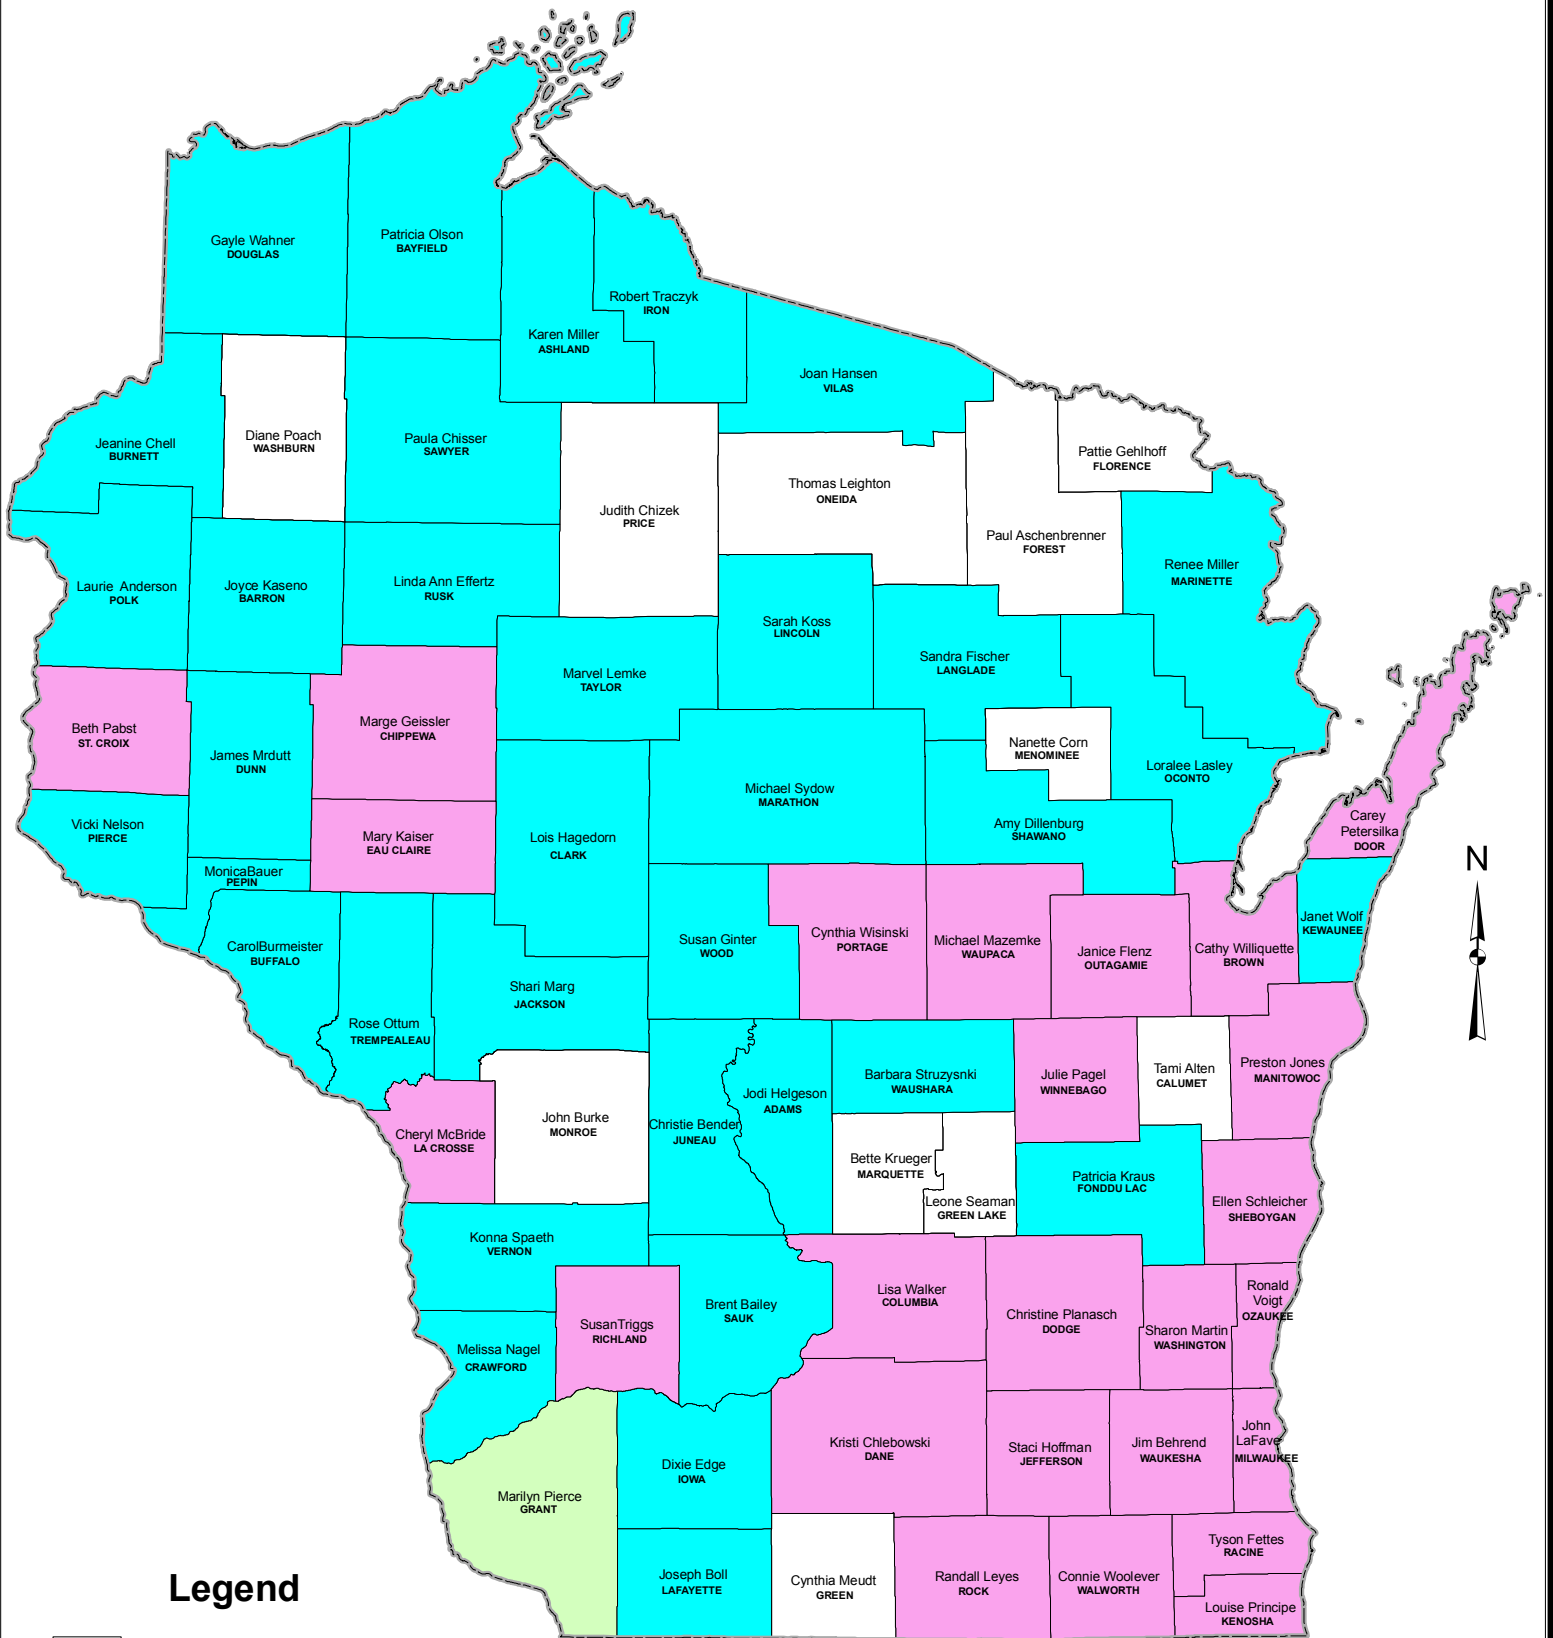 Gayle Wahner
DOUGLAS
Patricia Olson
BAYFIELD
Robert Traczyk
IRON
Karen Miller
ASHLAND
Joan Hansen
VILAS
Jeanine Chell
BURNETT
Diane Poach
WASHBURN
Paula Chisser
SAWYER
Pattie Gehlhoff
FLORENCE
Thomas Leighton
ONEIDA
Judith Chizek
PRICE
Paul Aschenbrenner
FOREST
Renee Miller
MARINETTE
Laurie Anderson
POLK
Joyce Kaseno
BARRON
Linda Ann Effertz
RUSK
Sarah Koss
LINCOLN
Sandra Fischer
LANGLADE
Marvel Lemke
TAYLOR
Beth Pabst
ST. CROIX
Marge Geissler
CHIPPEWA
James Mrdutt
DUNN
Nanette Corn
MENOMINEE
Loralee Lasley
OCONTO
Michael Sydow
MARATHON
Vicki Nelson
PIERCE
Mary Kaiser
EAU CLAIRE
Lois Hagedorn
CLARK
Amy Dillenburg
SHAWANO
Carey
Petersilka
DOOR
N
MonicaBauer
PEPIN
CarolBurmeister
BUFFALO
Susan Ginter
WOOD
Cynthia Wisinski
PORTAGE
Michael Mazemke
WAUPACA
Janice Flenz
OUTAGAMIE
Cathy Williquette
BROWN
Janet Wolf
KEWAUNEE
Shari Marg
JACKSON
Rose Ottum
TREMPEALEAU
Barbara Struzysnki
WAUSHARA
Julie Pagel
WINNEBAGO
Tami Alten
CALUMET
Preston Jones
MANITOWOC
Jodi Helgeson
ADAMS
Cheryl McBride
LA CROSSE
John Burke
MONROE
Christie Bender
JUNEAU
Bette Krueger
MARQUETTE
Leone Seaman
GREEN LAKE
Patricia Kraus
FONDDU LAC
Ellen Schleicher
SHEBOYGAN
Konna Spaeth
VERNON
Brent Bailey
SAUK
Lisa Walker
COLUMBIA
Christine Planasch
DODGE
Sharon Martin
WASHINGTON
Ronald
Voigt
OZAUKEE
SusanTriggs
RICHLAND
Melissa Nagel
CRAWFORD
Kristi Chlebowski
DANE
Staci Hoffman
JEFFERSON
Jim Behrend
WAUKESHA
John
LaFave
MILWAUKEE
Dixie Edge
IOWA
Marilyn Pierce
GRANT
Joseph Boll
LAFAYETTE
Cynthia Meudt
GREEN
Randall Leyes
ROCK
Connie Woolever
WALWORTH
Tyson Fettes
RACINE
Louise Principe
KENOSHA
Legend